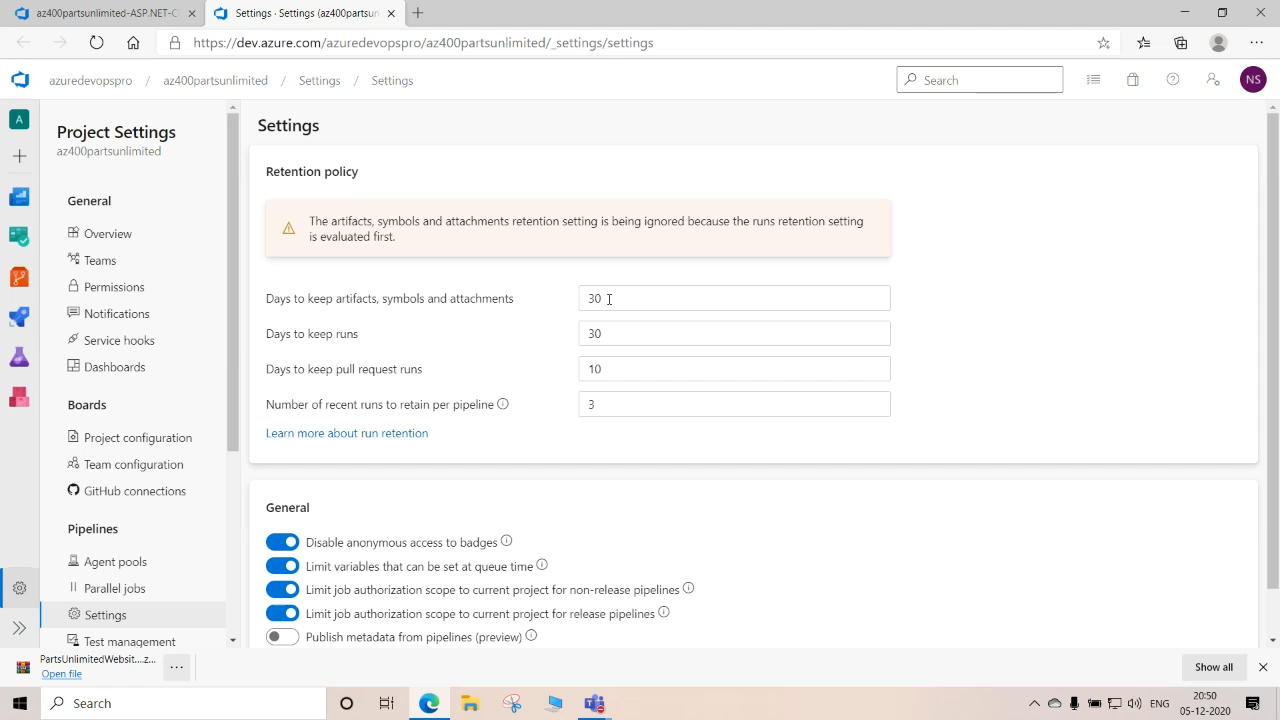 az400partsunlimited-ASP.NET-C
Settings · Settings (az400partsun
https://dev.azure.com/azuredevopspro/az400partsunlimited/_settings/settings
azuredevopspro / az400partsunlimited / Settings / Settings
Search
NS
A
Project Settings
az400partsunlimited
General
Overview
Teams
Permissions
Notifications
Service hooks
Dashboards
Boards
Project configuration
Team configuration
GitHub connections
Pipelines
Agent pools
Parallel jobs
Settings
Test management
Settings
Retention policy
The artifacts, symbols and attachments retention setting is being ignored because the runs retention setting
is evaluated first.
Days to keep artifacts, symbols and attachments 30
Days to keep runs 30
Days to keep pull request runs 10
Number of recent runs to retain per pipeline 3
Learn more about run retention
General
Disable anonymous access to badges
Limit variables that can be set at queue time
Limit job authorization scope to current project for non-release pipelines
Limit job authorization scope to current project for release pipelines
Publish metadata from pipelines (preview)
PartsUnlimitedWebsit....z...
Open file
...
Show all
Search
ENG
20:50
05-12-2020